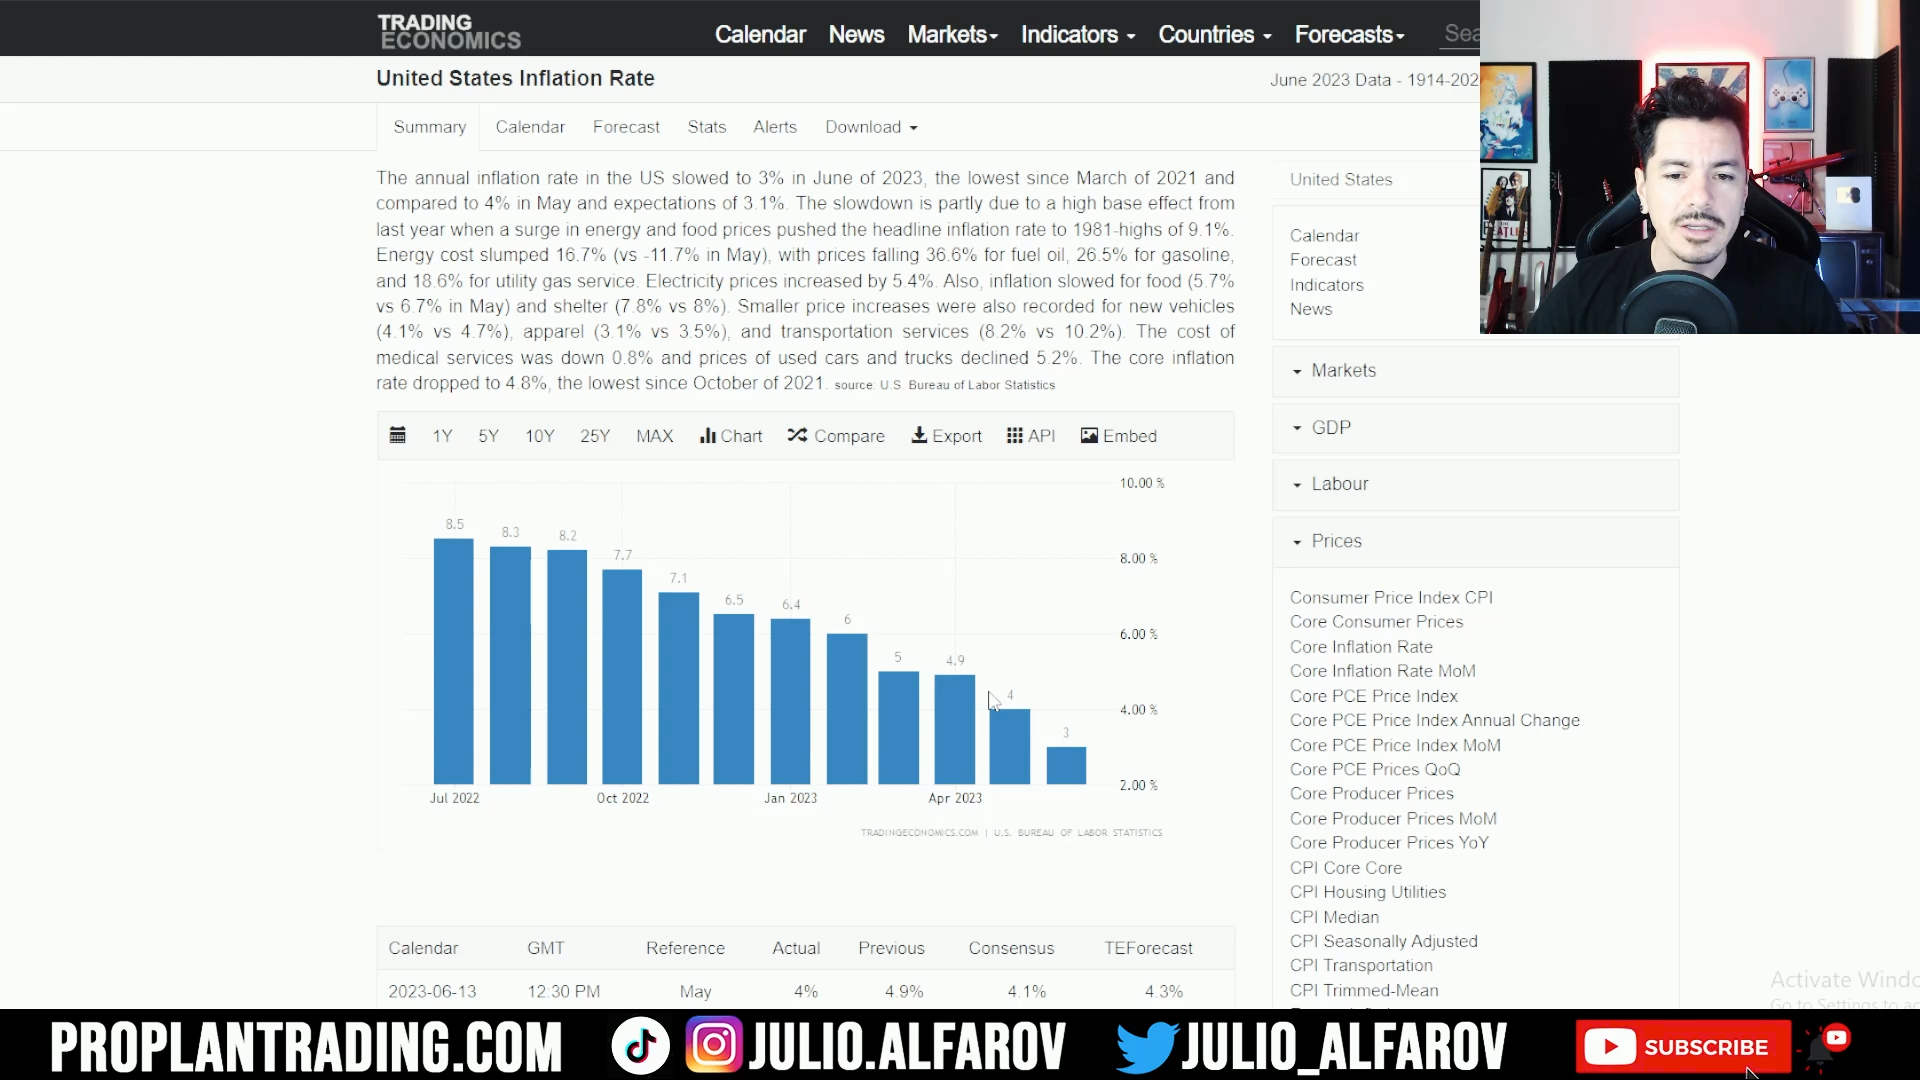 TRADING
ECONOMICS
Calendar News Markets Indicators Countries Forecasts
United States Inflation Rate
June 2023 Data - 1914-202
Summary Calendar Forecast Stats Alerts Download
The annual inflation rate in the US slowed to 3% in June of 2023, the lowest since March of 2021 and
compared to 4% in May and expectations of 3.1%. The slowdown is partly due to a high base effect from
last year when a surge in energy and food prices pushed the headline inflation rate to 1981-highs of 9.1%.
Energy cost slumped 16.7% (vs -11.7% in May), with prices falling 36.6% for fuel oil, 26.5% for gasoline,
and 18.6% for utility gas service. Electricity prices increased by 5.4%. Also, inflation slowed for food (5.7%
vs 6.7% in May) and shelter (7.8% vs 8%). Smaller price increases were also recorded for new vehicles
(4.1% vs 4.7%), apparel (3.1% vs 3.5%), and transportation services (8.2% vs 10.2%). The cost of
medical services was down 0.8% and prices of used cars and trucks declined 5.2%. The core inflation
rate dropped to 4.8%, the lowest since October of 2021. source: U.S. Bureau of Labor Statistics
1Y 5Y 10Y 25Y MAX Chart Compare Export API Embed
10.00 %
8.00 %
6.00 %
4.00 %
2.00 %
8.5 8.3 8.2 7.7 7.1 6.5 6.4 6 5 4.9 4 3
Jul 2022 Oct 2022 Jan 2023 Apr 2023
TRADINGECONOMICS.COM | U.S. BUREAU OF LABOR STATISTICS
Calendar GMT Reference Actual Previous Consensus TEForecast
2023-06-13 12:30 PM May 4% 4.9% 4.1% 4.3%
United States
Calendar
Forecast
Indicators
News
Markets
GDP
Labour
Prices
Consumer Price Index CPI
Core Consumer Prices
Core Inflation Rate
Core Inflation Rate MoM
Core PCE Price Index
Core PCE Price Index Annual Change
Core PCE Price Index MoM
Core PCE Prices QoQ
Core Producer Prices
Core Producer Prices MoM
Core Producer Prices YoY
CPI Core Core
CPI Housing Utilities
CPI Median
CPI Seasonally Adjusted
CPI Transportation
CPI Trimmed-Mean
Activate Windo
PROPLANTRADING.COM JULIO.ALFAROV JULIO_ALFAROV SUBSCRIBE